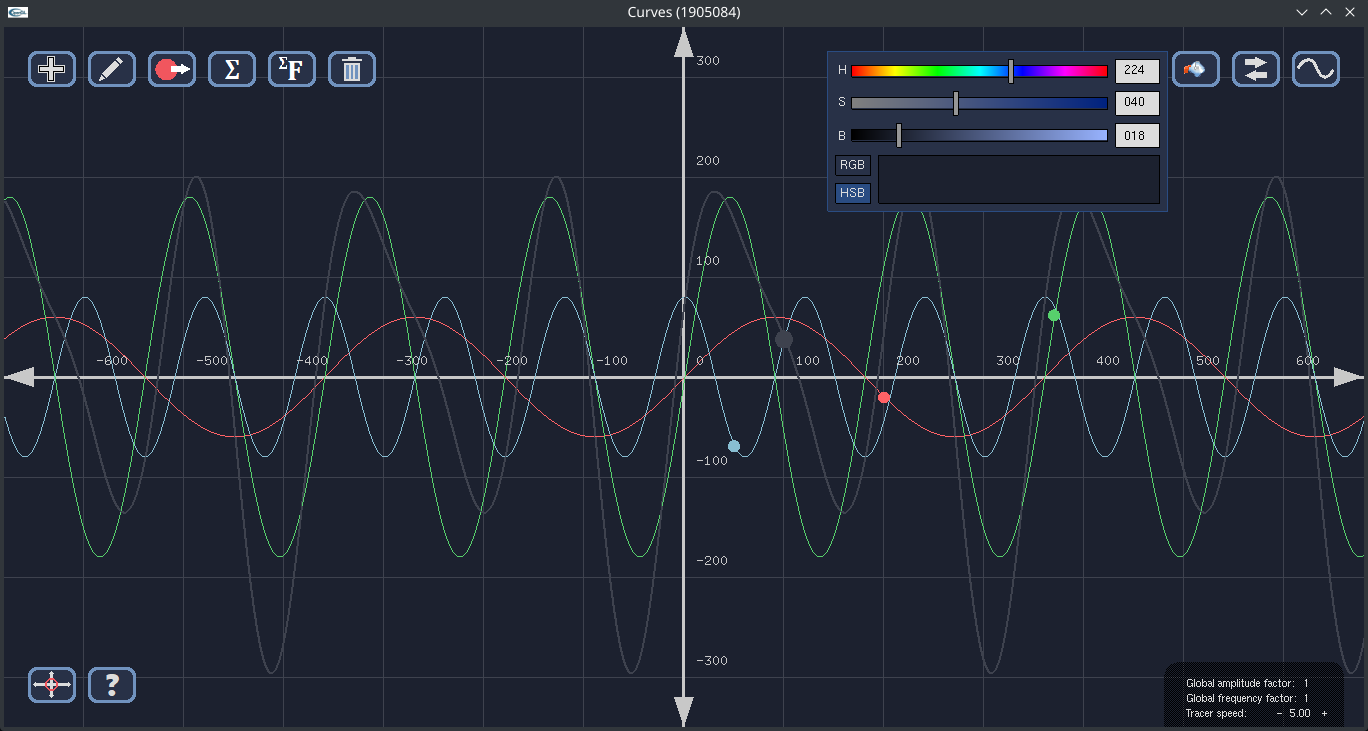 Curves (1905084)
Σ
ΣF
H 224
S 040
B 018
RGB
HSB
300
200
100
-600 -500 -400 -300 -200 -100 0 100 200 300 400 500 600
-100
-200
-300
?
Global amplitude factor: 1
Global frequency factor: 1
Tracer speed: - 5.00 +